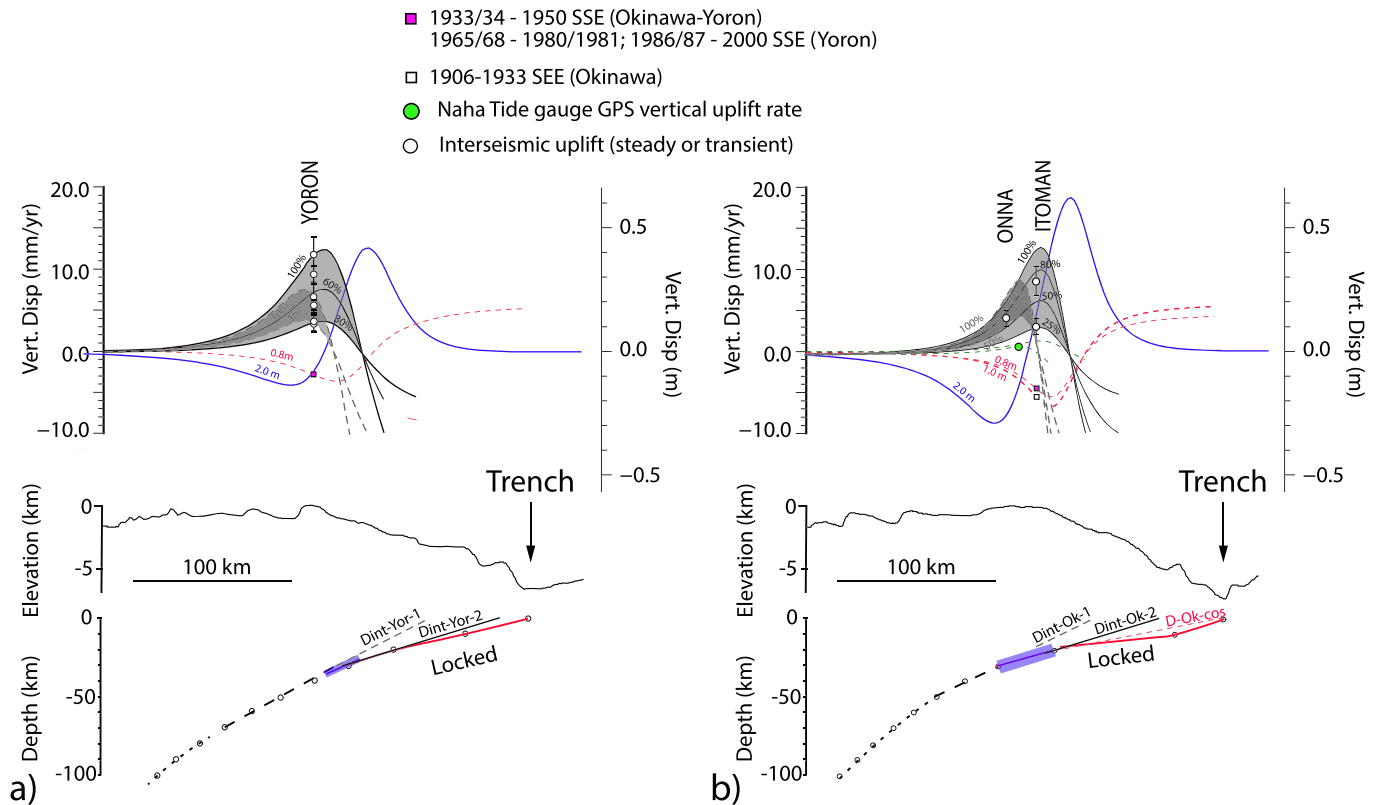 1933/34 - 1950 SSE (Okinawa-Yoron)
1965/68 - 1980/1981; 1986/87 - 2000 SSE (Yoron)
1906-1933 SEE (Okinawa)
Naha Tide gauge GPS vertical uplift rate
Interseismic uplift (steady or transient)
Vert. Disp (mm/yr)
20.0
10.0
0.0
−10.0
YORON
100%
60%
30%
0.8m
2.0 m
0.5
0.0
−0.5
Vert. Disp (m)
Trench
Elevation (km)
0
-5
100 km
Depth (km)
0
-50
-100
Dint-Yor-1
Dint-Yor-2
Locked
a)
Vert. Disp (mm/yr)
20.0
10.0
0.0
−10.0
ONNA
ITOMAN
100%
80%
50%
25%
100%
50%
0.8m
1.0 m
2.0 m
0.5
0.0
−0.5
Vert. Disp (m)
Trench
Elevation (km)
0
-5
100 km
Depth (km)
0
-50
-100
Dint-Ok-1
Dint-Ok-2
D-Ok-cos
Locked
b)